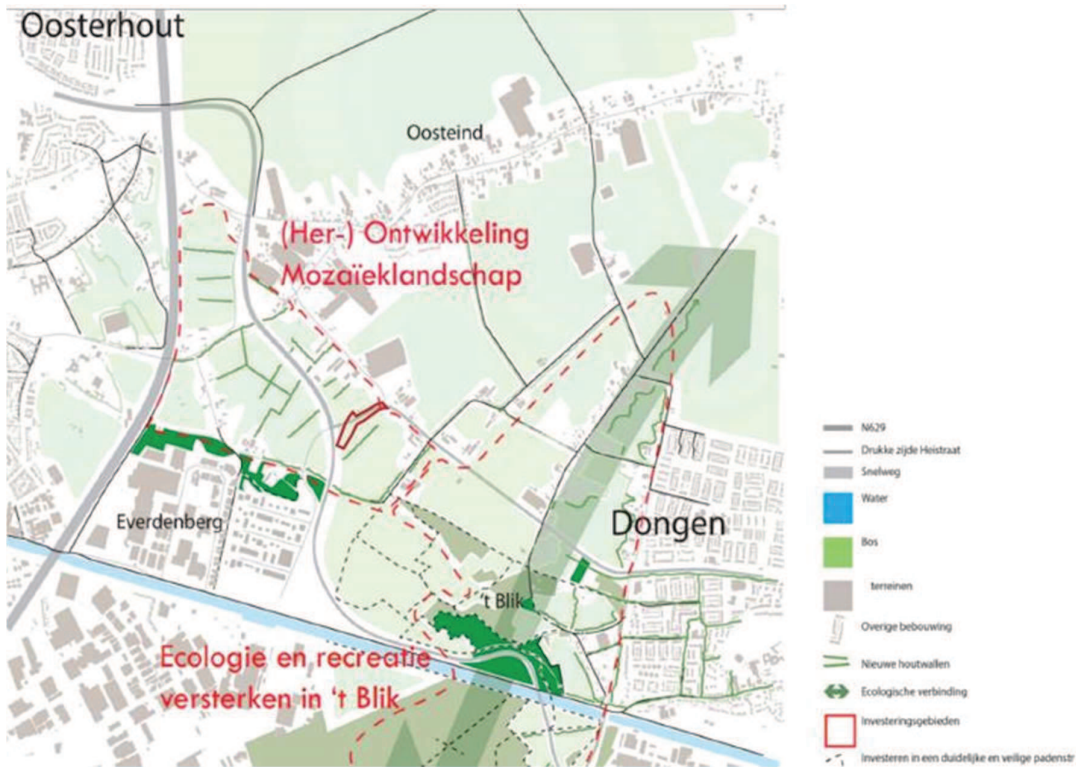 Oosterhout
Oosteind
(Her-) Ontwikkeling
Mozaïeklandschap
Everdenberg
Dongen
't Blik
Ecologie en recreatie
versterken in 't Blik
N629
Drukke zijde Heistraat
Snelweg
Water
Bos
terreinen
Overige bebouwing
Nieuwe houtwallen
Ecologische verbinding
Investeringsgebieden
Investeren in een duidelijke en veilige padenstr